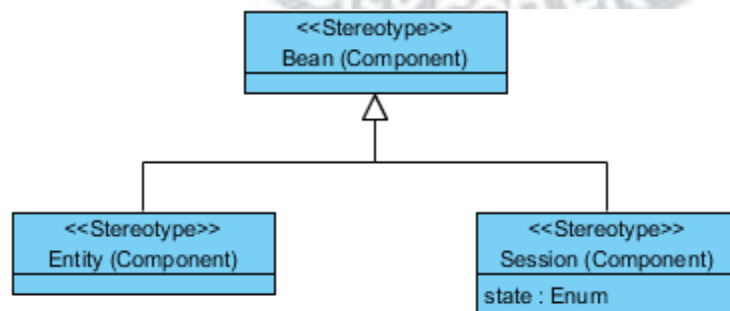 <<Stereotype>>
Bean (Component)
<<Stereotype>>
Entity (Component)
<<Stereotype>>
Session (Component)
state : Enum